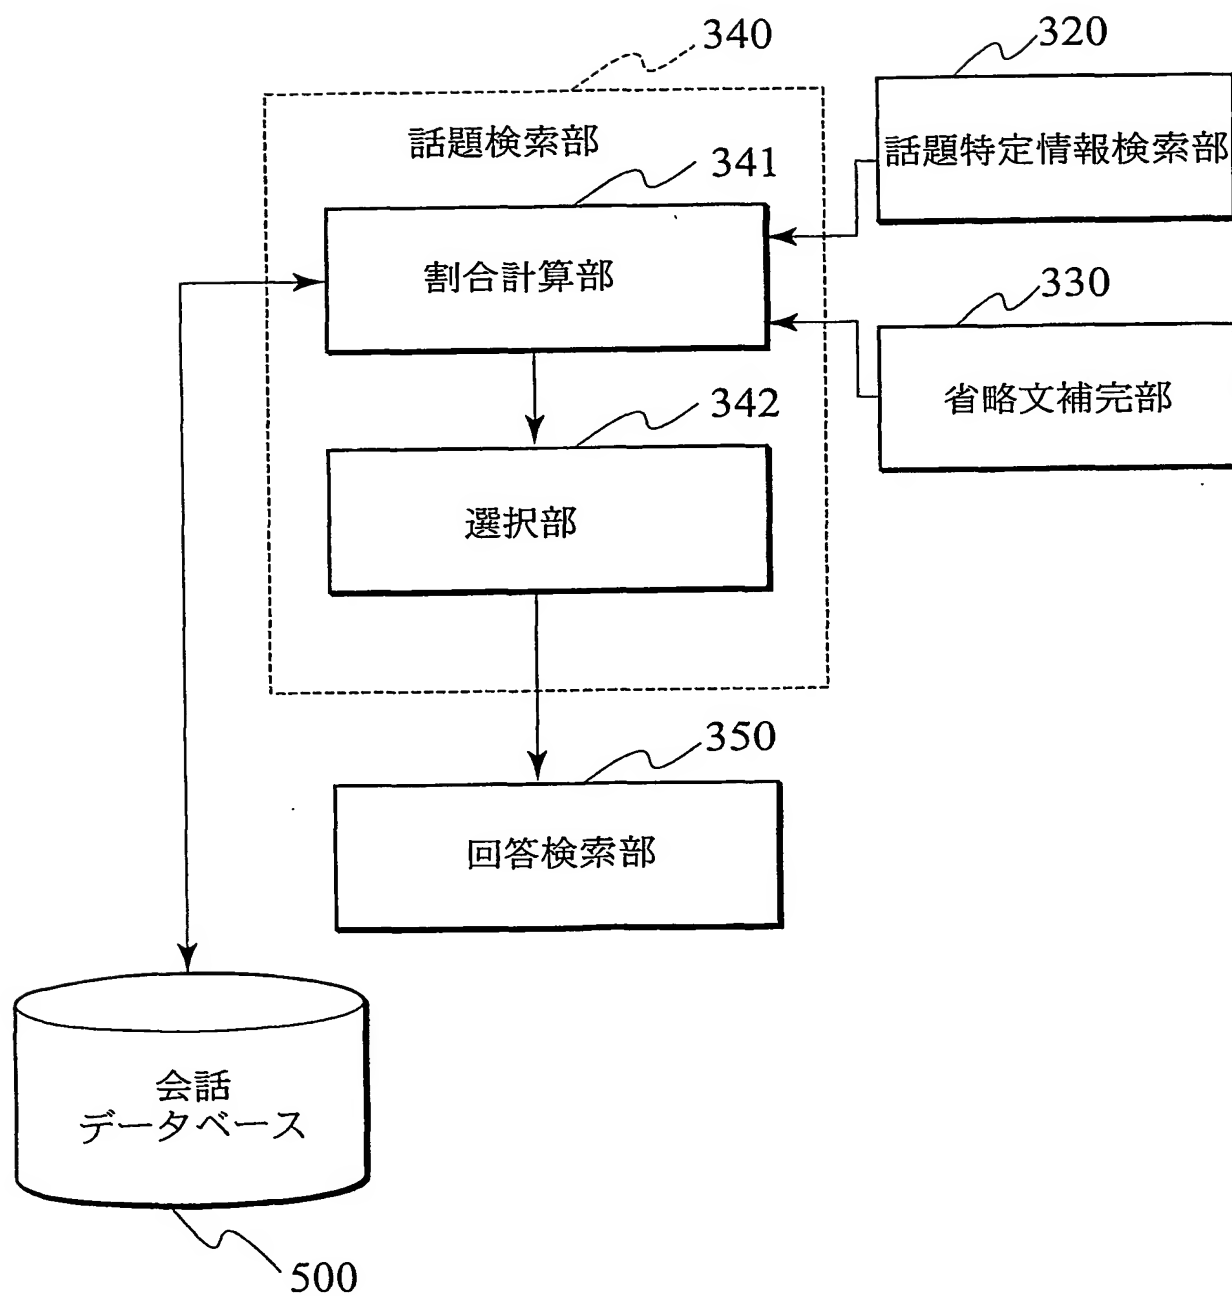 340
320
話題検索部
話題特定情報検索部
341
割合計算部
330
省略文補完部
342
選択部
350
回答検索部
会話
データベース
500